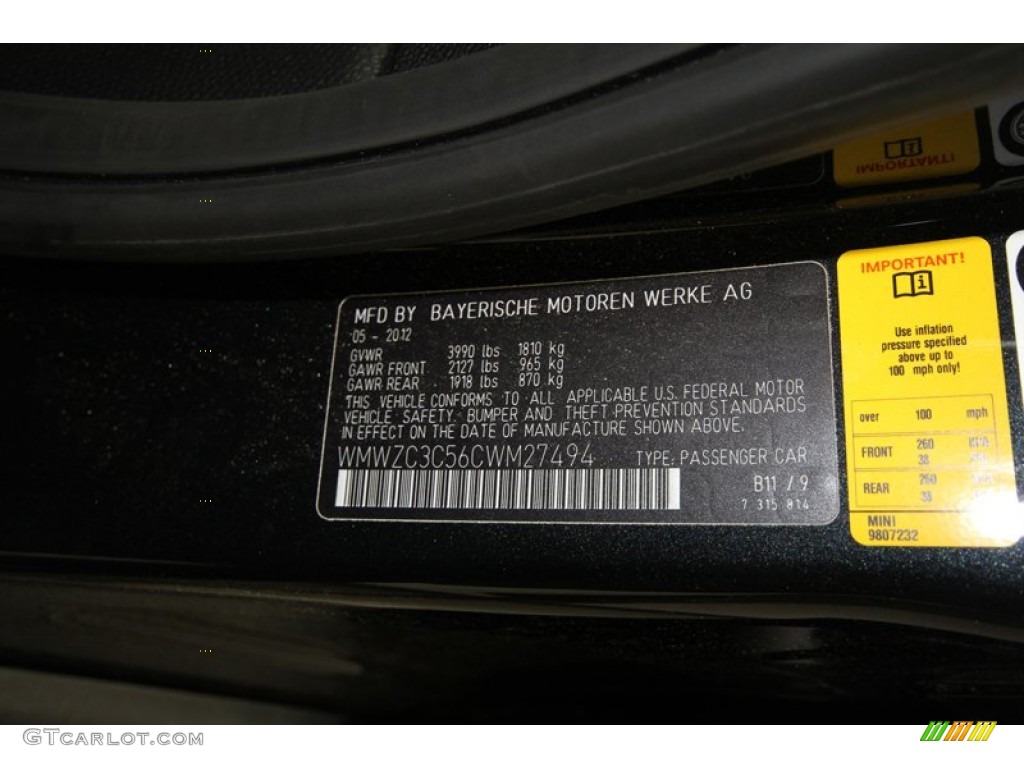 IMPORTANT!
MFD BY BAYERISCHE MOTOREN WERKE AG
05 - 2012
GVWR 3990 lbs 1810 kg
GAWR FRONT 2127 lbs 965 kg
GAWR REAR 1918 lbs 870 kg
THIS VEHICLE CONFORMS TO ALL APPLICABLE U.S. FEDERAL MOTOR
VEHICLE SAFETY, BUMPER AND THEFT PREVENTION STANDARDS
IN EFFECT ON THE DATE OF MANUFACTURE SHOWN ABOVE.
WMWZC3C56CWM27494 TYPE: PASSENGER CAR
B11 / 9
7 315 814
IMPORTANT!
Use inflation
pressure specified
above up to
100 mph only!
over 100 mph
FRONT 260
38
REAR 260
38
MINI
9807232
GTCARLOT.COM